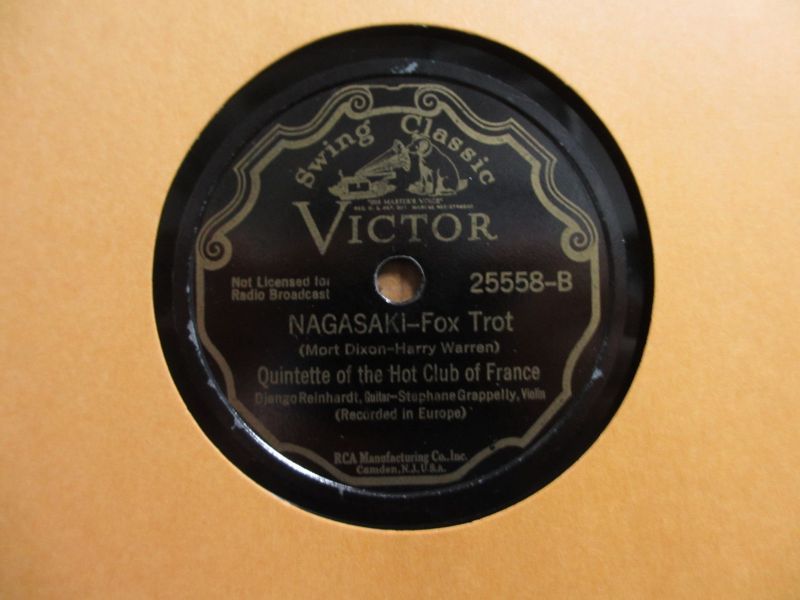 Swing Classic
"HIS MASTER'S VOICE"
VICTOR
Not Licensed for
Radio Broadcast
25558-B
NAGASAKI-Fox Trot
(Mort Dixon-Harry Warren)
Quintette of the Hot Club of France
Django Reinhardt, Guitar-Stephane Grappelly, Violin
(Recorded in Europe)
RCA Manufacturing Co., Inc.
Camden, N.J. U.S.A.